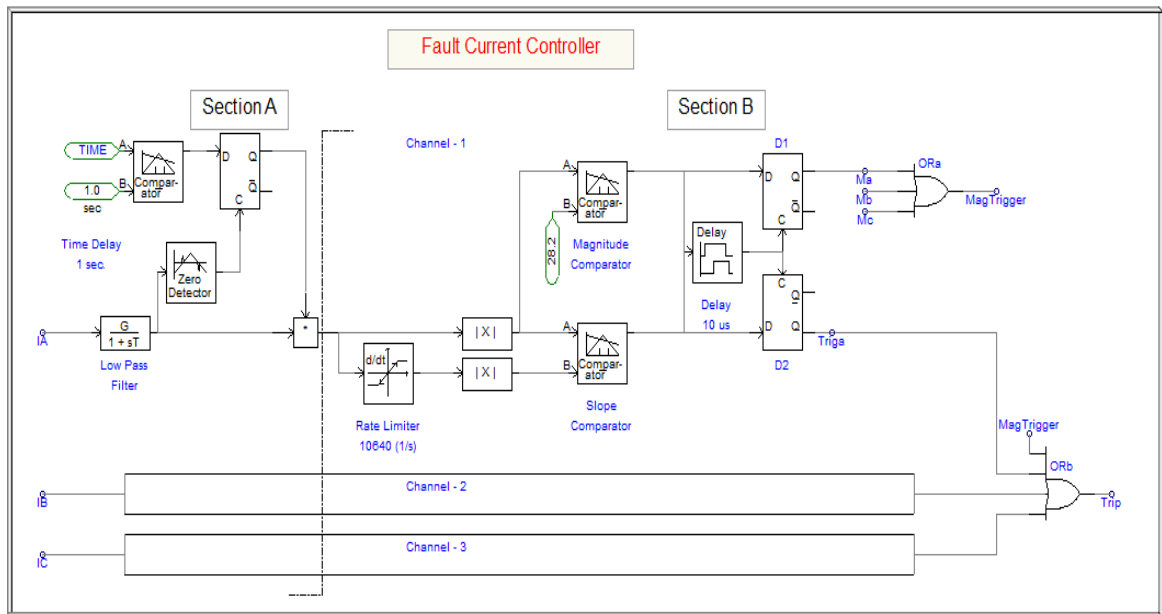 Fault Current Controller
Section A
Section B
TIME
A
Compar-
ator
B
1.0
sec
D
Q
Q
C
Time Delay
1 sec.
Zero
Detector
IA
G
1 + sT
Low Pass
Filter
*
Channel - 1
d/dt
Rate Limiter
10640 (1/s)
|X|
|X|
A
Compar-
ator
B
28.2
Magnitude
Comparator
A
Compar-
ator
B
Slope
Comparator
Delay
Delay
10 us
D1
D
Q
Q
C
C
Q
D
Q
D2
Ma
Mb
Mc
ORa
MagTrigger
Triga
MagTrigger
ORb
Trip
IB
Channel - 2
IC
Channel - 3